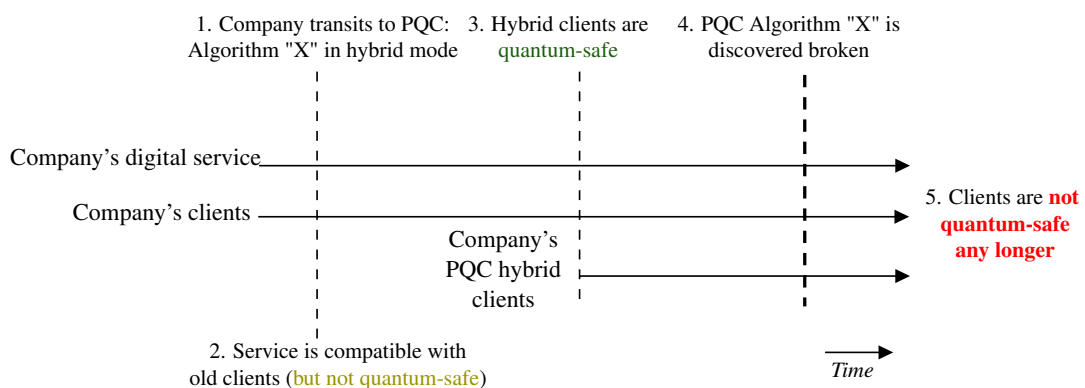 1. Company transits to PQC:
Algorithm "X" in hybrid mode
3. Hybrid clients are
quantum-safe
4. PQC Algorithm "X" is
discovered broken
Company's digital service
Company's clients
Company's
PQC hybrid
clients
5. Clients are not
quantum-safe
any longer
2. Service is compatible with
old clients (but not quantum-safe)
Time